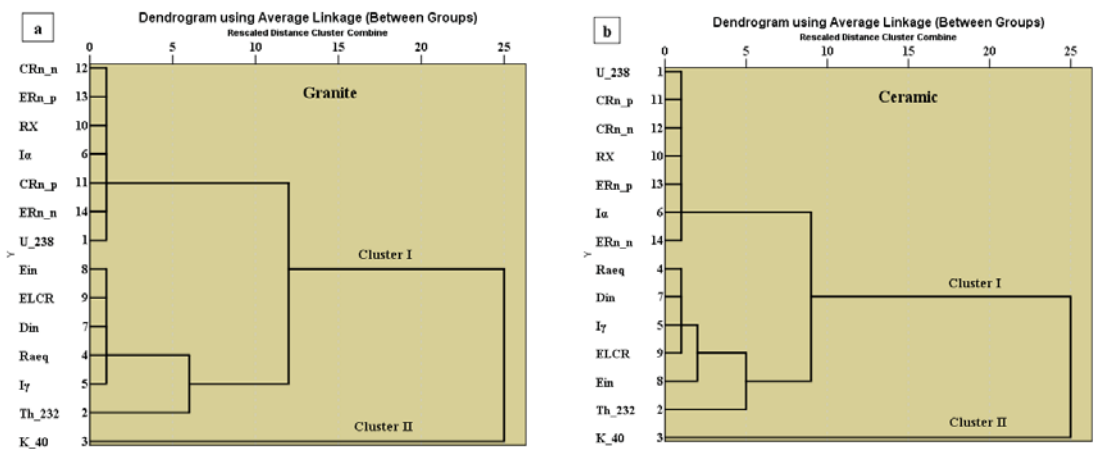 a
Dendrogram using Average Linkage (Between Groups)
Rescaled Distance Cluster Combine
0 5 10 15 20 25
Granite
CRn_n 12
ERn_p 13
RX 10
Iα 6
CRn_p 11
ERn_n 14
U_238 1
Cluster I
Y
Ein 8
ELCR 9
Din 7
Raeq 4
Iγ 5
Th_232 2
Cluster II
K_40 3
b
Dendrogram using Average Linkage (Between Groups)
Rescaled Distance Cluster Combine
0 5 10 15 20 25
U_238 1
Ceramic
CRn_p 11
CRn_n 12
RX 10
ERn_p 13
Iα 6
ERn_n 14
Y
Raeq 4
Cluster I
Din 7
Iγ 5
ELCR 9
Ein 8
Th_232 2
Cluster II
K_40 3